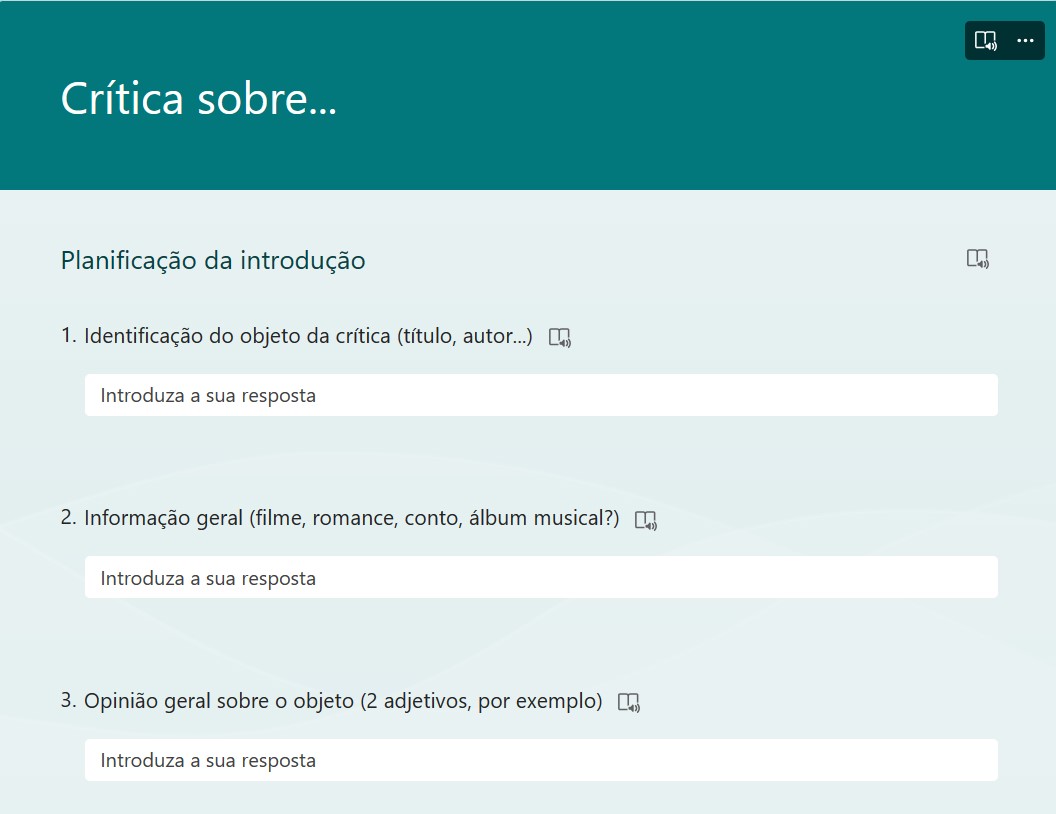 Crítica sobre...
Planificação da introdução
1. Identificação do objeto da crítica (título, autor...)
Introduza a sua resposta
2. Informação geral (filme, romance, conto, álbum musical?)
Introduza a sua resposta
3. Opinião geral sobre o objeto (2 adjetivos, por exemplo)
Introduza a sua resposta